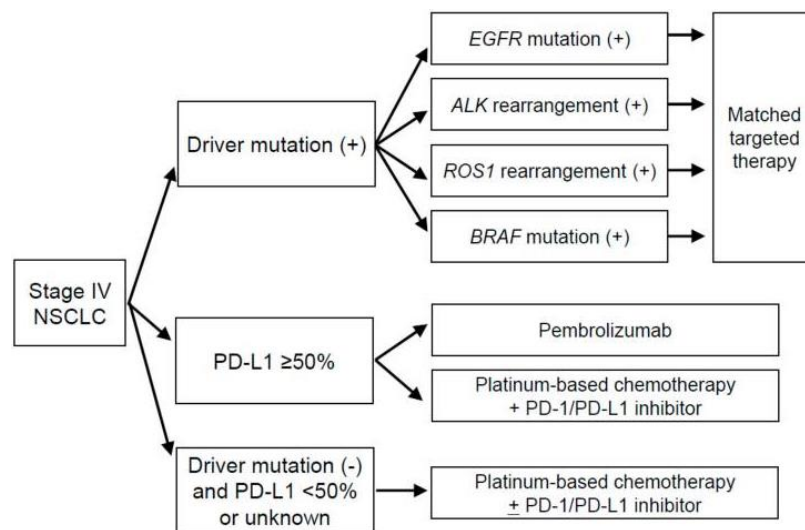 Stage IV
NSCLC
Driver mutation (+)
EGFR mutation (+)
ALK rearrangement (+)
ROS1 rearrangement (+)
BRAF mutation (+)
Matched
targeted
therapy
PD-L1 ≥50%
Pembrolizumab
Platinum-based chemotherapy
+ PD-1/PD-L1 inhibitor
Driver mutation (-)
and PD-L1 <50%
or unknown
Platinum-based chemotherapy
± PD-1/PD-L1 inhibitor